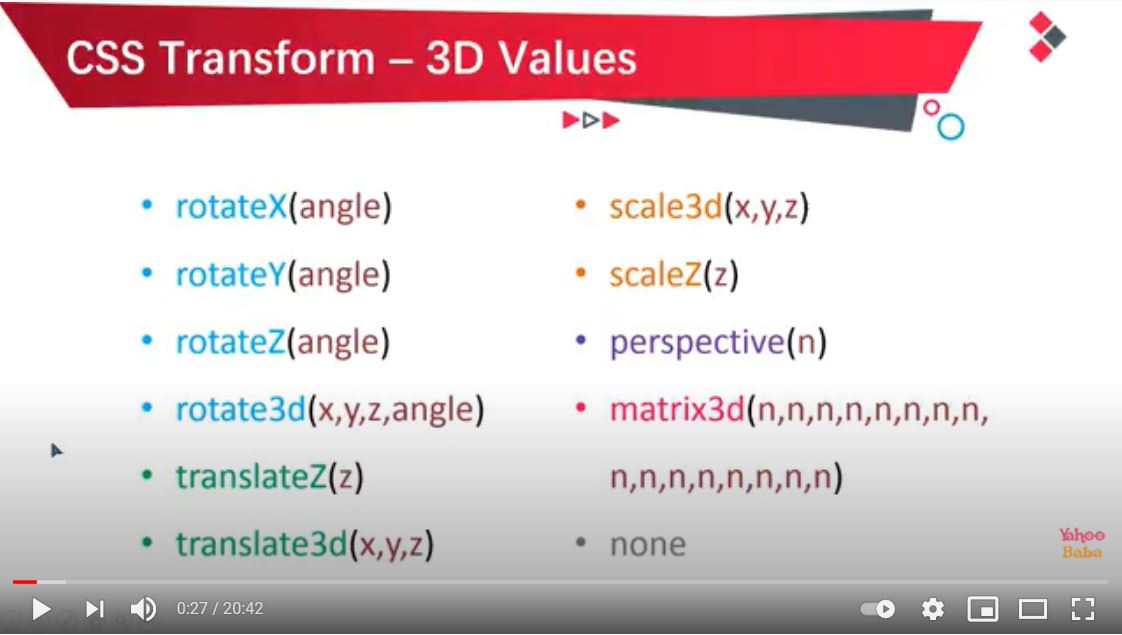 CSS Transform – 3D Values
rotateX(angle)
rotateY(angle)
rotateZ(angle)
rotate3d(x,y,z,angle)
translateZ(z)
translate3d(x,y,z)
scale3d(x,y,z)
scaleZ(z)
perspective(n)
matrix3d(n,n,n,n,n,n,n,n,
n,n,n,n,n,n,n,n)
none
Yahoo
Baba
0:27 / 20:42